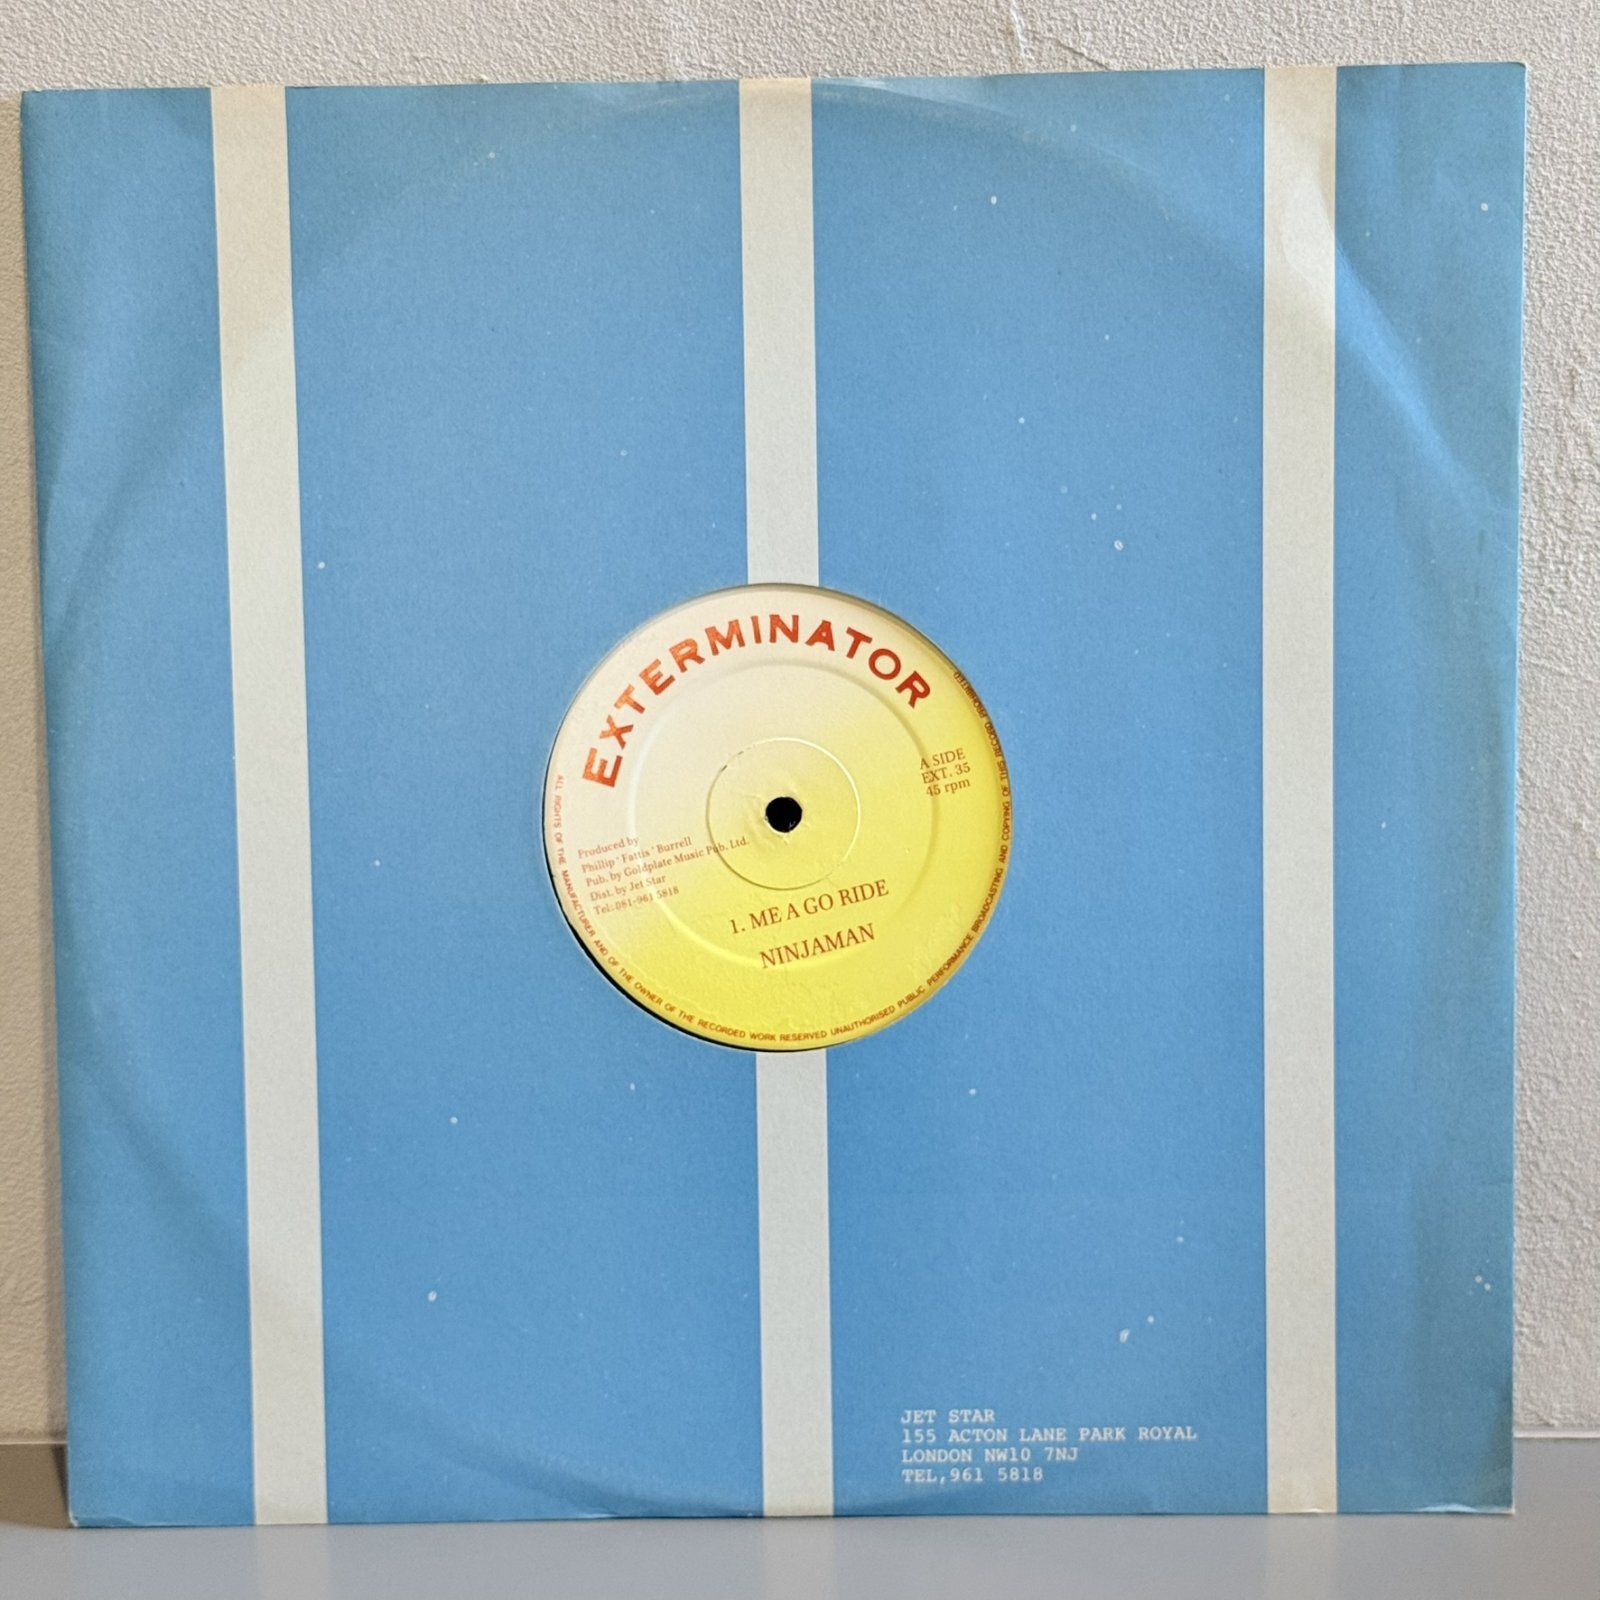 EXTERMINATOR
A SIDE
EXT. 35
45 rpm
Produced by
Phillip "Fattis" Burrell
Pub. by Goldplate Music Pub. Ltd.
Dist. by Jet Star
Tel: 081-961 5818
1. ME A GO RIDE
NINJAMAN
ALL RIGHTS OF THE MANUFACTURER AND OF THE OWNER OF THE RECORDED WORK RESERVED UNAUTHORISED PUBLIC PERFORMANCE BROADCASTING AND COPYING OF THIS RECORD PROHIBITED
JET STAR
155 ACTON LANE PARK ROYAL
LONDON NW10 7NJ
TEL,961 5818